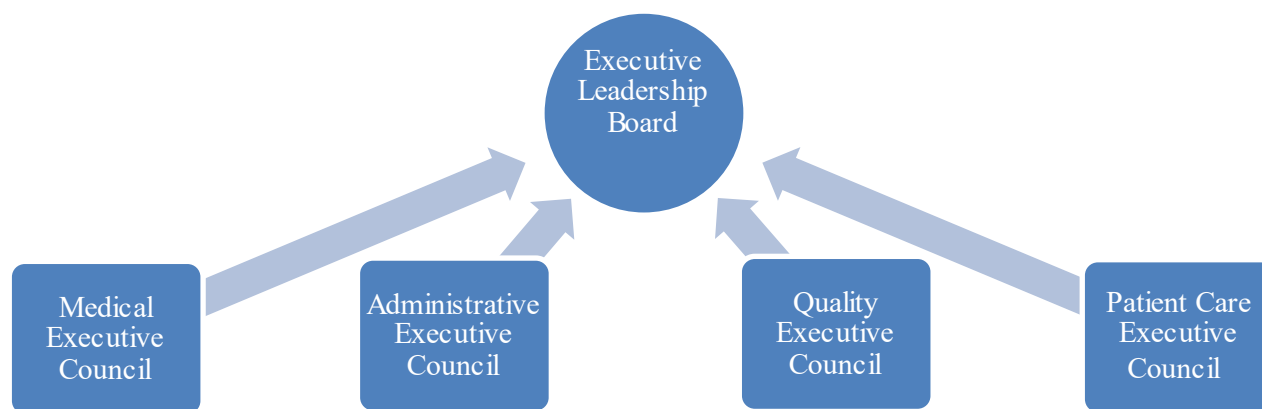 Executive
Leadership
Board
Medical
Executive
Council
Administrative
Executive
Council
Quality
Executive
Council
Patient Care
Executive
Council